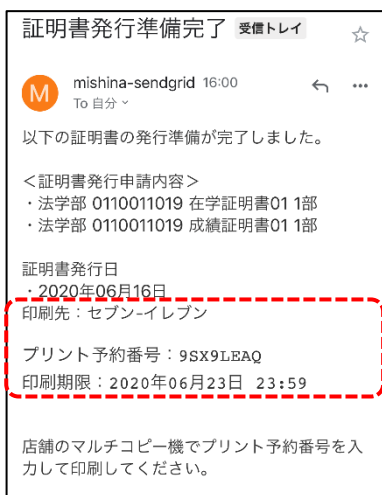 証明書発行準備完了 受信トレイ
M
mishina-sendgrid 16:00
To 自分
以下の証明書の発行準備が完了しました。
＜証明書発行申請内容＞
・法学部 0110011019 在学証明書01 1部
・法学部 0110011019 成績証明書01 1部
証明書発行日
・2020年06月16日
印刷先：セブン-イレブン
プリント予約番号：9SX9LEAQ
印刷期限：2020年06月23日 23:59
店舗のマルチコピー機でプリント予約番号を入
力して印刷してください。